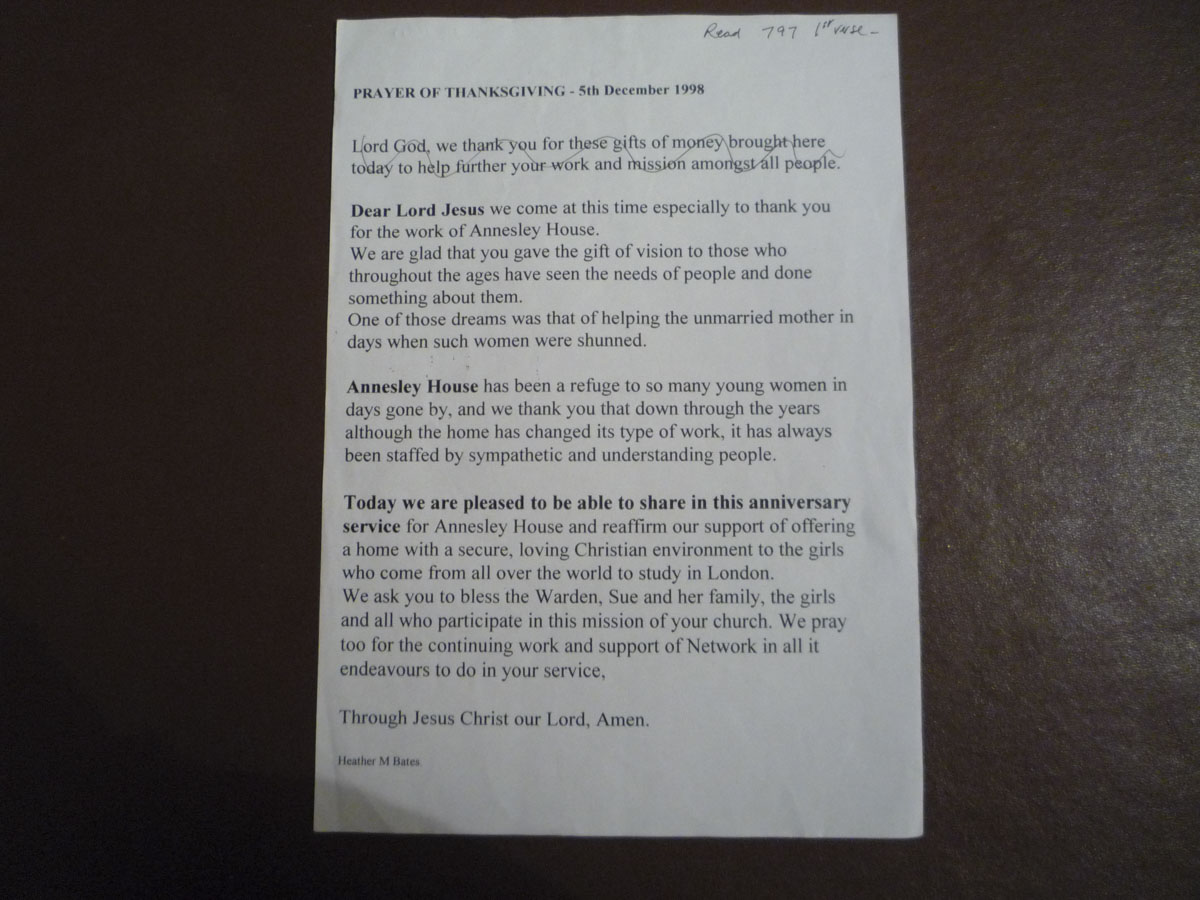 Read 797 1st verse -
PRAYER OF THANKSGIVING - 5th December 1998
Lord God, we thank you for these gifts of money brought here
today to help further your work and mission amongst all people.
Dear Lord Jesus we come at this time especially to thank you
for the work of Annesley House.
We are glad that you gave the gift of vision to those who
throughout the ages have seen the needs of people and done
something about them.
One of those dreams was that of helping the unmarried mother in
days when such women were shunned.
Annesley House has been a refuge to so many young women in
days gone by, and we thank you that down through the years
although the home has changed its type of work, it has always
been staffed by sympathetic and understanding people.
Today we are pleased to be able to share in this anniversary
service for Annesley House and reaffirm our support of offering
a home with a secure, loving Christian environment to the girls
who come from all over the world to study in London.
We ask you to bless the Warden, Sue and her family, the girls
and all who participate in this mission of your church. We pray
too for the continuing work and support of Network in all it
endeavours to do in your service,
Through Jesus Christ our Lord, Amen.
Heather M Bates